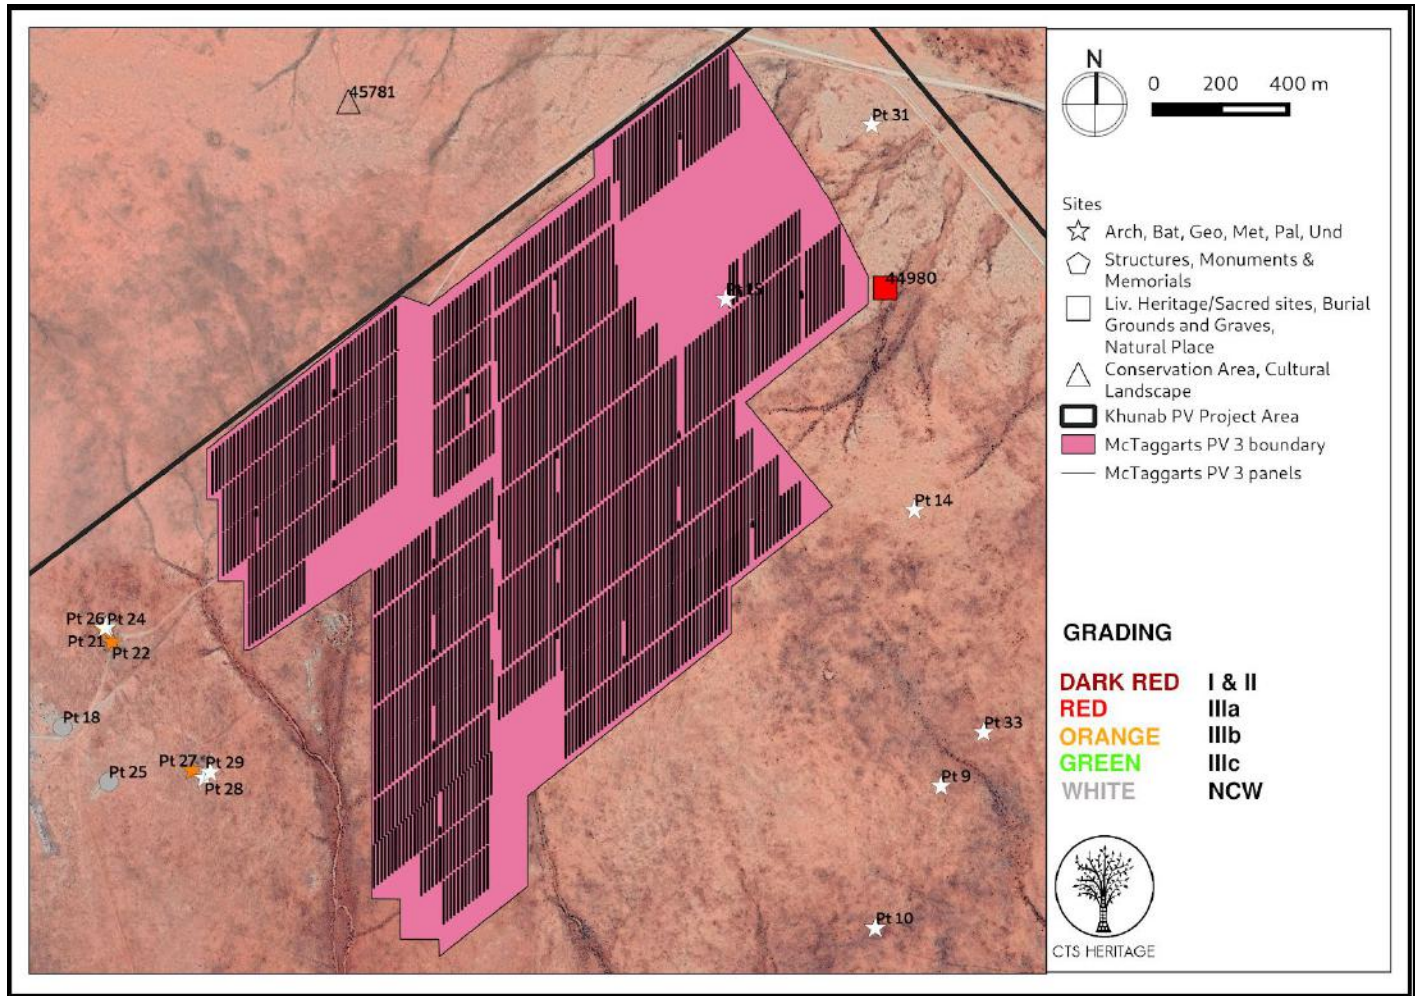 45781
Pt 31
44980
Pt 14
Pt 26 Pt 24
Pt 21
Pt 22
Pt 18
Pt 27 Pt 29
Pt 25
Pt 28
Pt 33
Pt 9
Pt 10
N
0 200 400 m
Sites
Arch, Bat, Geo, Met, Pal, Und
Structures, Monuments &
Memorials
Liv. Heritage/Sacred sites, Burial
Grounds and Graves,
Natural Place
Conservation Area, Cultural
Landscape
Khunab PV Project Area
McTaggarts PV 3 boundary
McTaggarts PV 3 panels
GRADING
DARK RED I & II
RED IIIa
ORANGE IIIb
GREEN IIIc
WHITE NCW
CTS HERITAGE